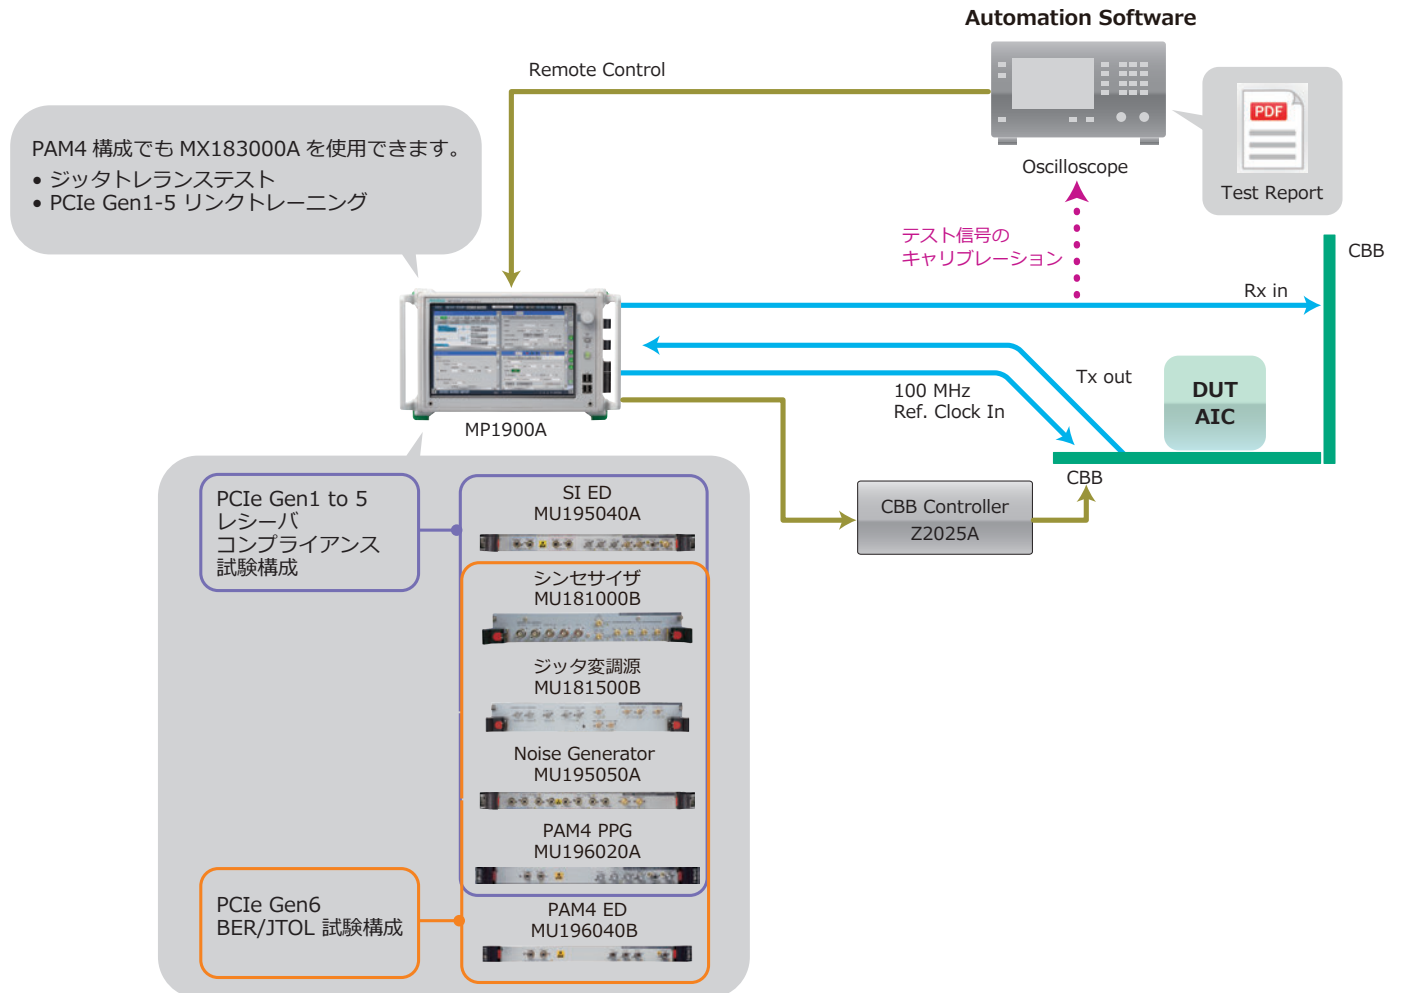 Automation Software
Remote Control
PDF
PAM4 構成でも MX183000A を使用できます。
• ジッタトレランステスト
• PCIe Gen1-5 リンクトレーニング
Oscilloscope
Test Report
テスト信号の
キャリブレーション
CBB
Rx in
Tx out
100 MHz
Ref. Clock In
DUT
AIC
MP1900A
CBB
CBB Controller
Z2025A
PCIe Gen1 to 5
レシーバ
コンプライアンス
試験構成
SI ED
MU195040A
シンセサイザ
MU181000B
ジッタ変調源
MU181500B
Noise Generator
MU195050A
PAM4 PPG
MU196020A
PCIe Gen6
BER/JTOL 試験構成
PAM4 ED
MU196040B